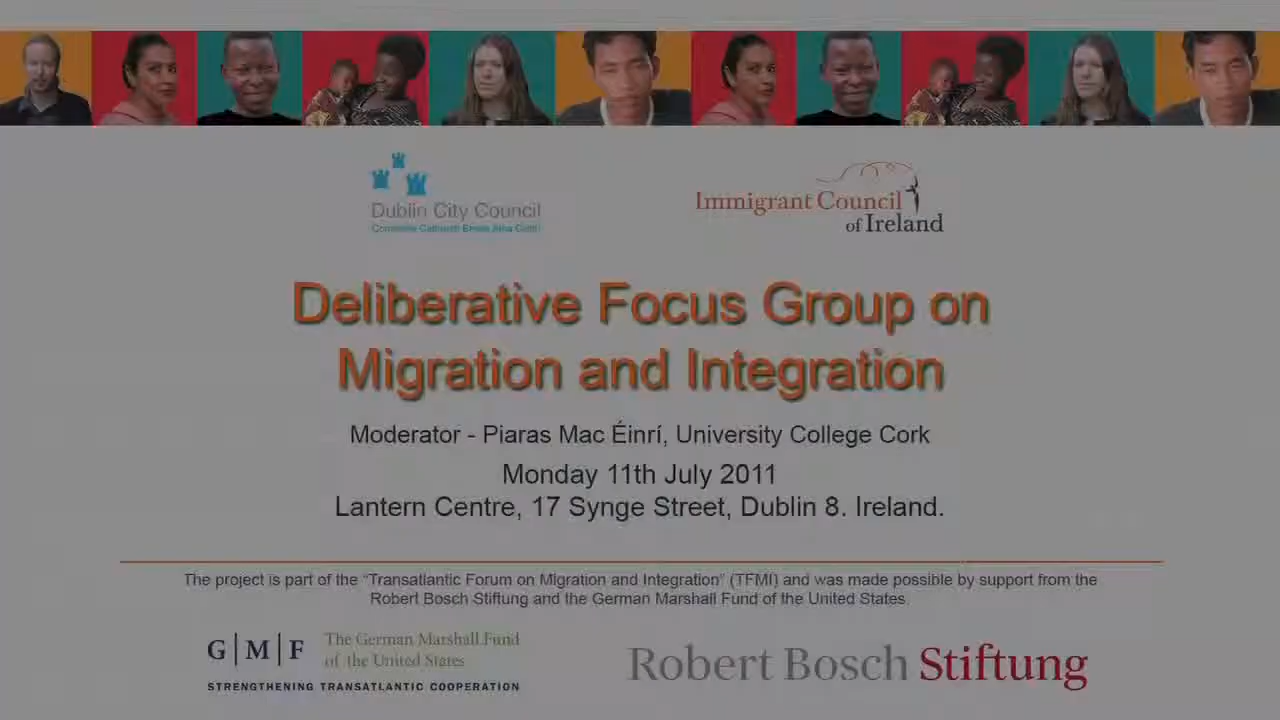 Dublin City Council
Immigrant Council
of Ireland
Deliberative Focus Group on
Migration and Integration
Moderator - Piaras Mac Éinrí, University College Cork
Monday 11th July 2011
Lantern Centre, 17 Synge Street, Dublin 8. Ireland.
The project is part of the “Transatlantic Forum on Migration and Integration” (TFMI) and was made possible by support from the
Robert Bosch Stiftung and the German Marshall Fund of the United States.
G|M|F The German Marshall Fund
of the United States
STRENGTHENING TRANSATLANTIC COOPERATION
Robert Bosch Stiftung